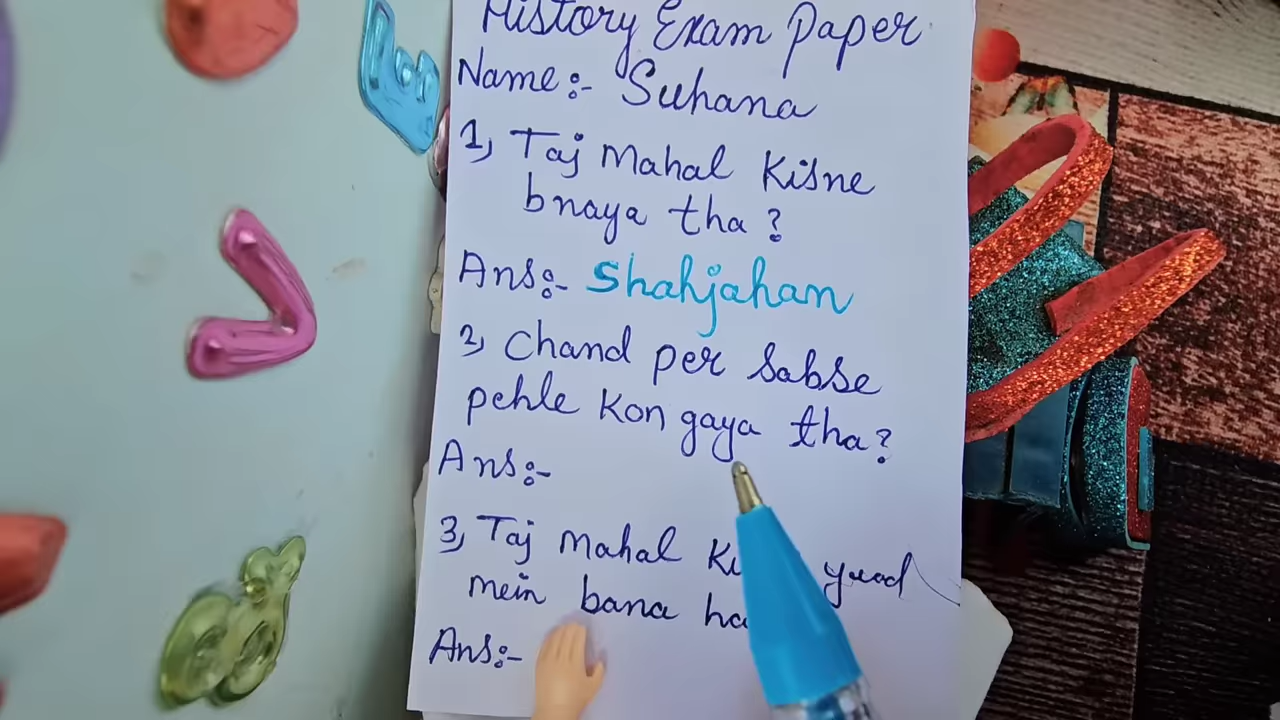 History Exam Paper
Name:- Suhana
1) Taj Mahal Kisne
bnaya tha?
Ans:- Shahjahan
2) Chand per sabse
pehle kon gaya tha?
Ans:-
3) Taj Mahal
mein bana
Ans:-